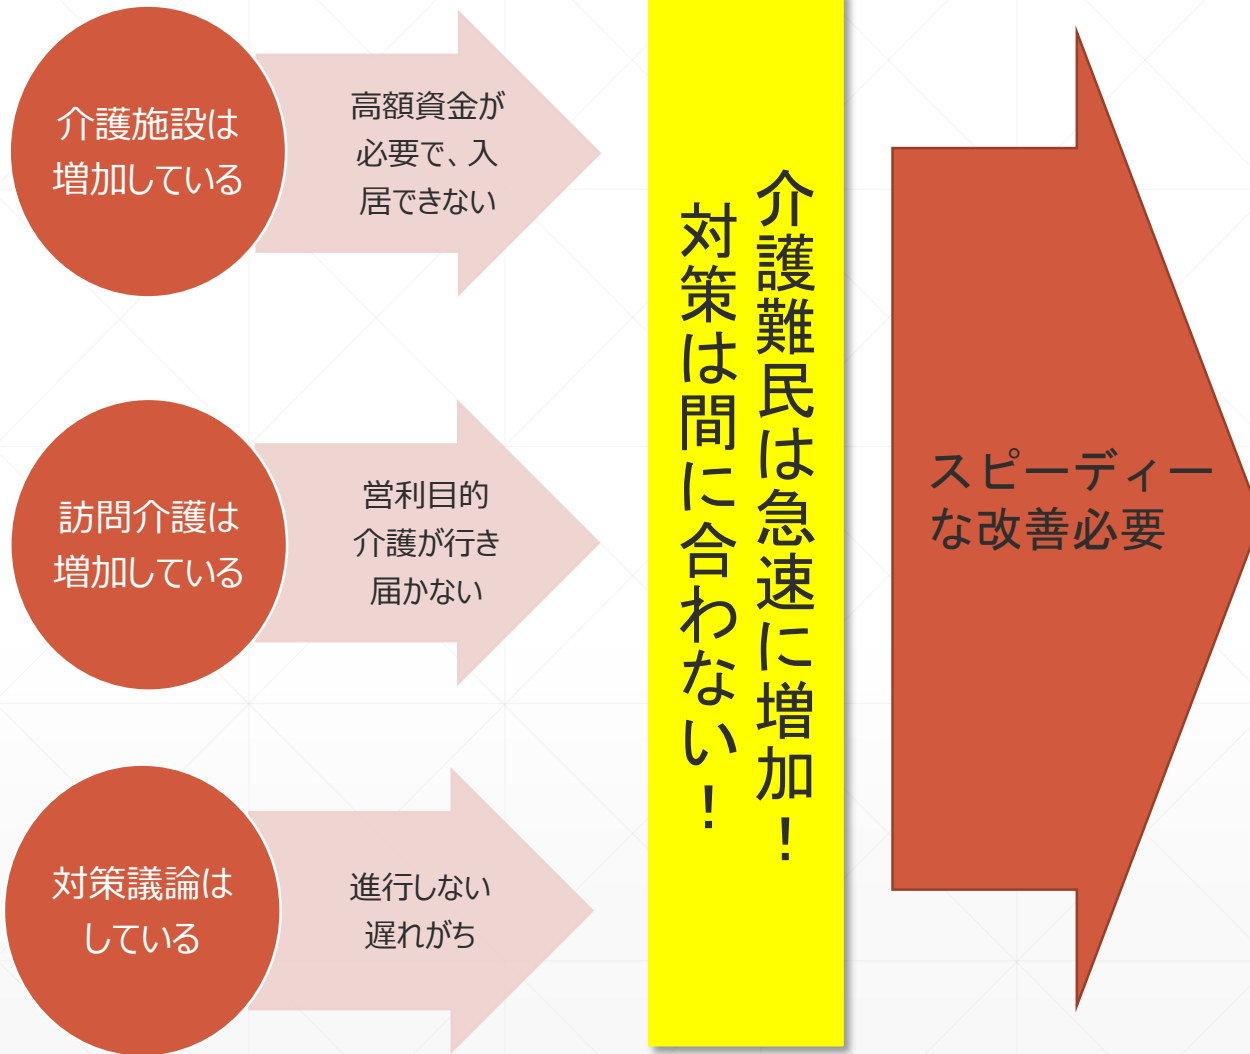 介護施設は
増加している
高額資金が
必要で、入
居できない
訪問介護は
増加している
営利目的
介護が行き
届かない
対策議論は
している
進行しない
遅れがち
介護難民は急速に増加！
対策は間に合わない！
スピーディー
な改善必要